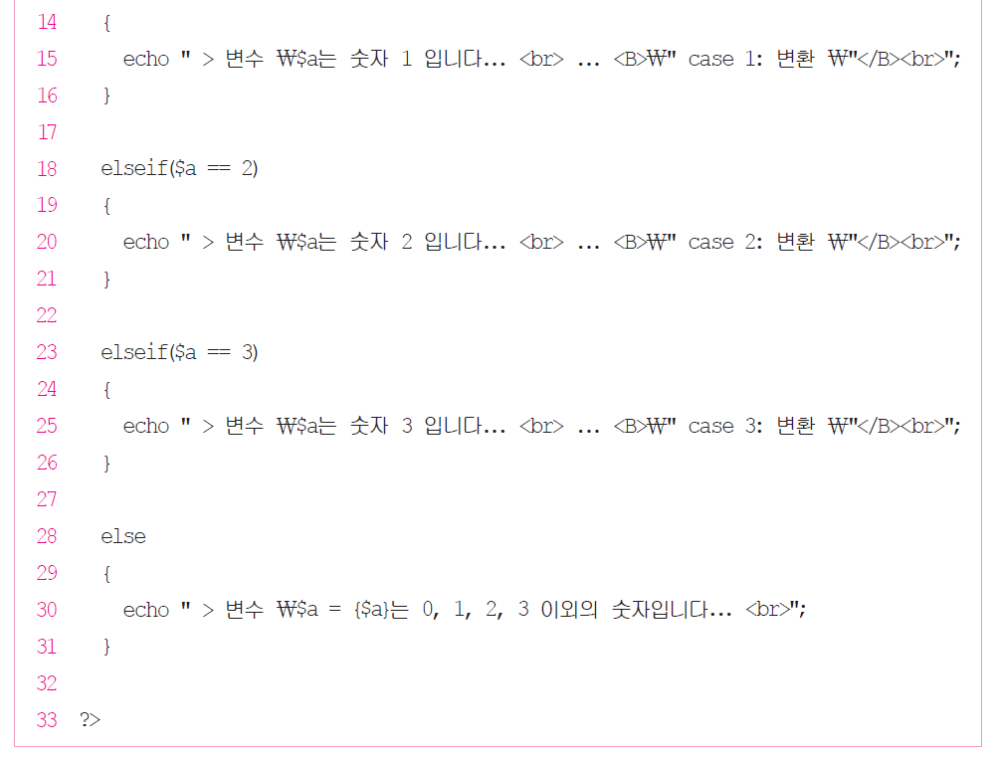 14 {
15 echo " > 변수 ₩$a는 숫자 1 입니다... <br> ... <B>₩" case 1: 변환 ₩"</B><br>";
16 }
17
18 elseif($a == 2)
19 {
20 echo " > 변수 ₩$a는 숫자 2 입니다... <br> ... <B>₩" case 2: 변환 ₩"</B><br>";
21 }
22
23 elseif($a == 3)
24 {
25 echo " > 변수 ₩$a는 숫자 3 입니다... <br> ... <B>₩" case 3: 변환 ₩"</B><br>";
26 }
27
28 else
29 {
30 echo " > 변수 ₩$a = {$a}는 0, 1, 2, 3 이외의 숫자입니다... <br>";
31 }
32
33 ?>